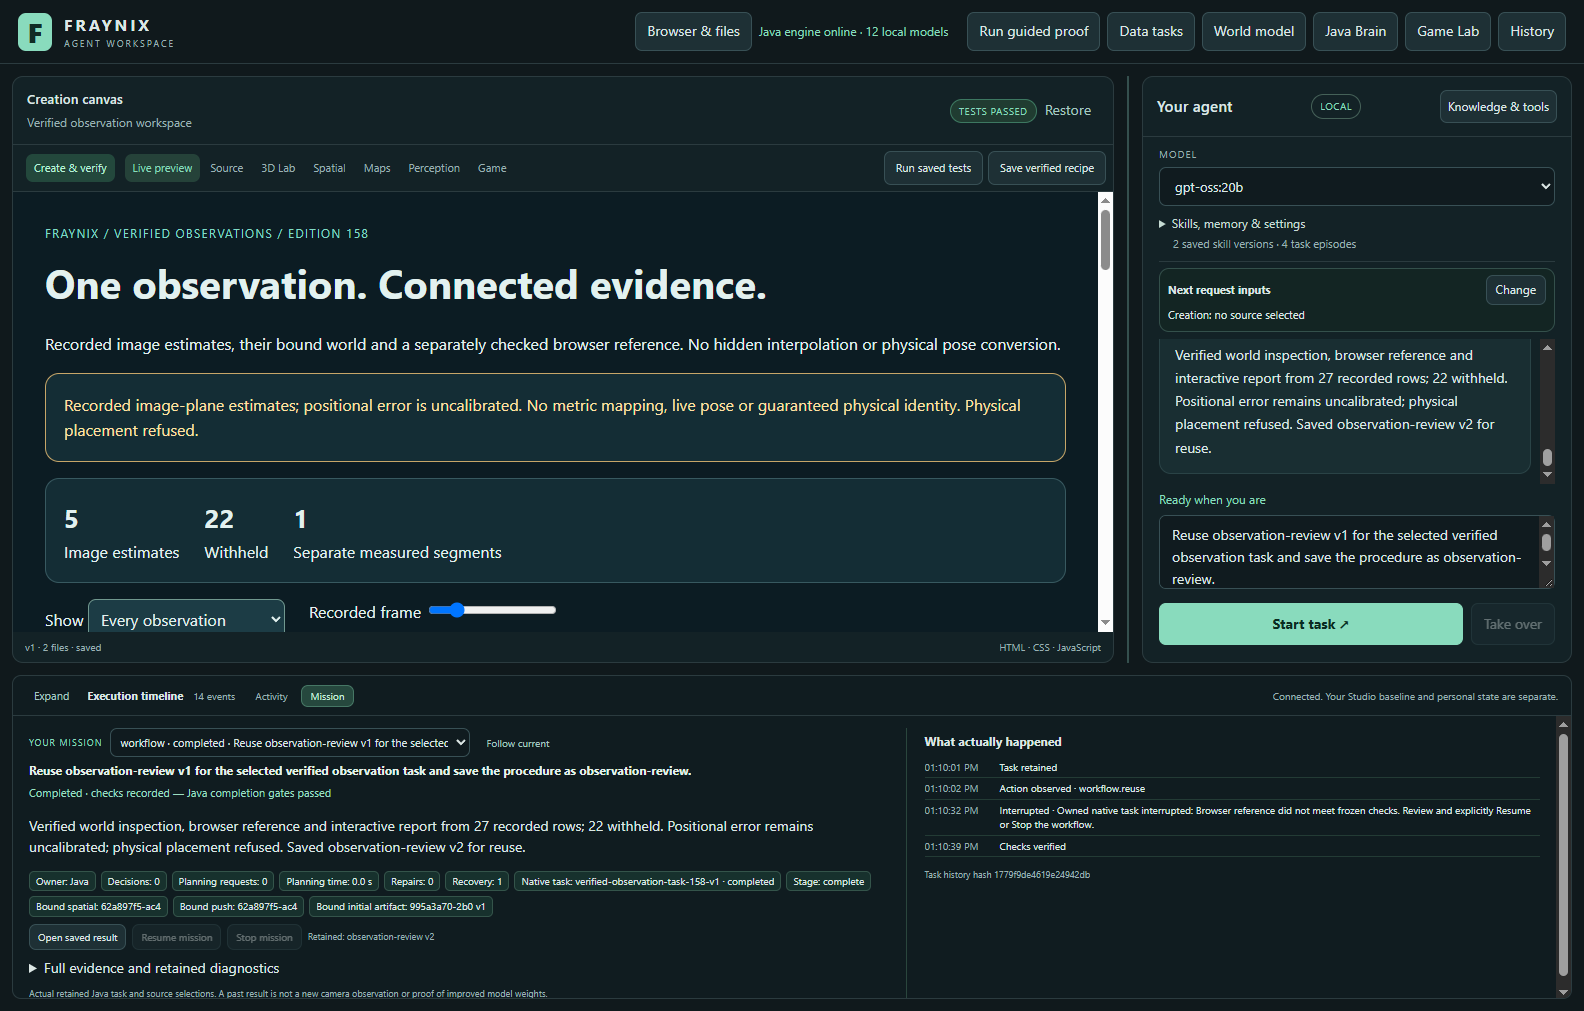 F
FRAYNIX
AGENT WORKSPACE
Browser & files
Java engine online · 12 local models
Run guided proof
Data tasks
World model
Java Brain
Game Lab
History
Creation canvas
Verified observation workspace
TESTS PASSED
Restore
Create & verify
Live preview
Source
3D Lab
Spatial
Maps
Perception
Game
Run saved tests
Save verified recipe
FRAYNIX / VERIFIED OBSERVATIONS / EDITION 158
One observation. Connected evidence.
Recorded image estimates, their bound world and a separately checked browser reference. No hidden interpolation or physical pose conversion.
Recorded image-plane estimates; positional error is uncalibrated. No metric mapping, live pose or guaranteed physical identity. Physical
placement refused.
5
Image estimates
22
Withheld
1
Separate measured segments
Show
Every observation
Recorded frame
v1 · 2 files · saved
HTML · CSS · JavaScript
Your agent
LOCAL
Knowledge & tools
MODEL
gpt-oss:20b
Skills, memory & settings
2 saved skill versions · 4 task episodes
Next request inputs
Change
Creation: no source selected
Verified world inspection, browser reference and
interactive report from 27 recorded rows; 22 withheld.
Positional error remains uncalibrated; physical
placement refused. Saved observation-review v2 for
reuse.
Ready when you are
Reuse observation-review v1 for the selected verified
observation task and save the procedure as observation-
review.
Start task ↗
Take over
Expand
Execution timeline
14 events
Activity
Mission
Connected. Your Studio baseline and personal state are separate.
YOUR MISSION
workflow · completed · Reuse observation-review v1 for the selected
Follow current
Reuse observation-review v1 for the selected verified observation task and save the procedure as observation-review.
Completed · checks recorded — Java completion gates passed
Verified world inspection, browser reference and interactive report from 27 recorded rows; 22 withheld. Positional error remains
uncalibrated; physical placement refused. Saved observation-review v2 for reuse.
Owner: Java
Decisions: 0
Planning requests: 0
Planning time: 0.0 s
Repairs: 0
Recovery: 1
Native task: verified-observation-task-158-v1 · completed
Stage: complete
Bound spatial: 62a897f5-ac4
Bound push: 62a897f5-ac4
Bound initial artifact: 995a3a70-2b0 v1
Open saved result
Resume mission
Stop mission
Retained: observation-review v2
Full evidence and retained diagnostics
Actual retained Java task and source selections. A past result is not a new camera observation or proof of improved model weights.
What actually happened
01:10:01 PM Task retained
01:10:02 PM Action observed · workflow.reuse
01:10:32 PM Interrupted · Owned native task interrupted: Browser reference did not meet frozen checks. Review and explicitly Resume
or Stop the workflow.
01:10:39 PM Checks verified
Task history hash 1779f9de4619e24942db